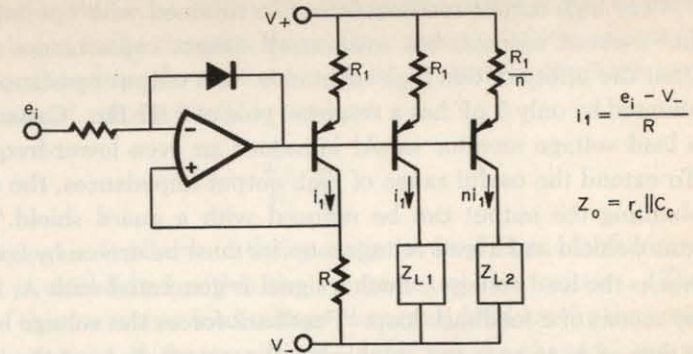 V+
R1
R1
R1
n
ei
−
+
i1
i1
ni1
R
ZL1
ZL2
V−
i1 = (ei − V−) / R
Zo = rc||Cc